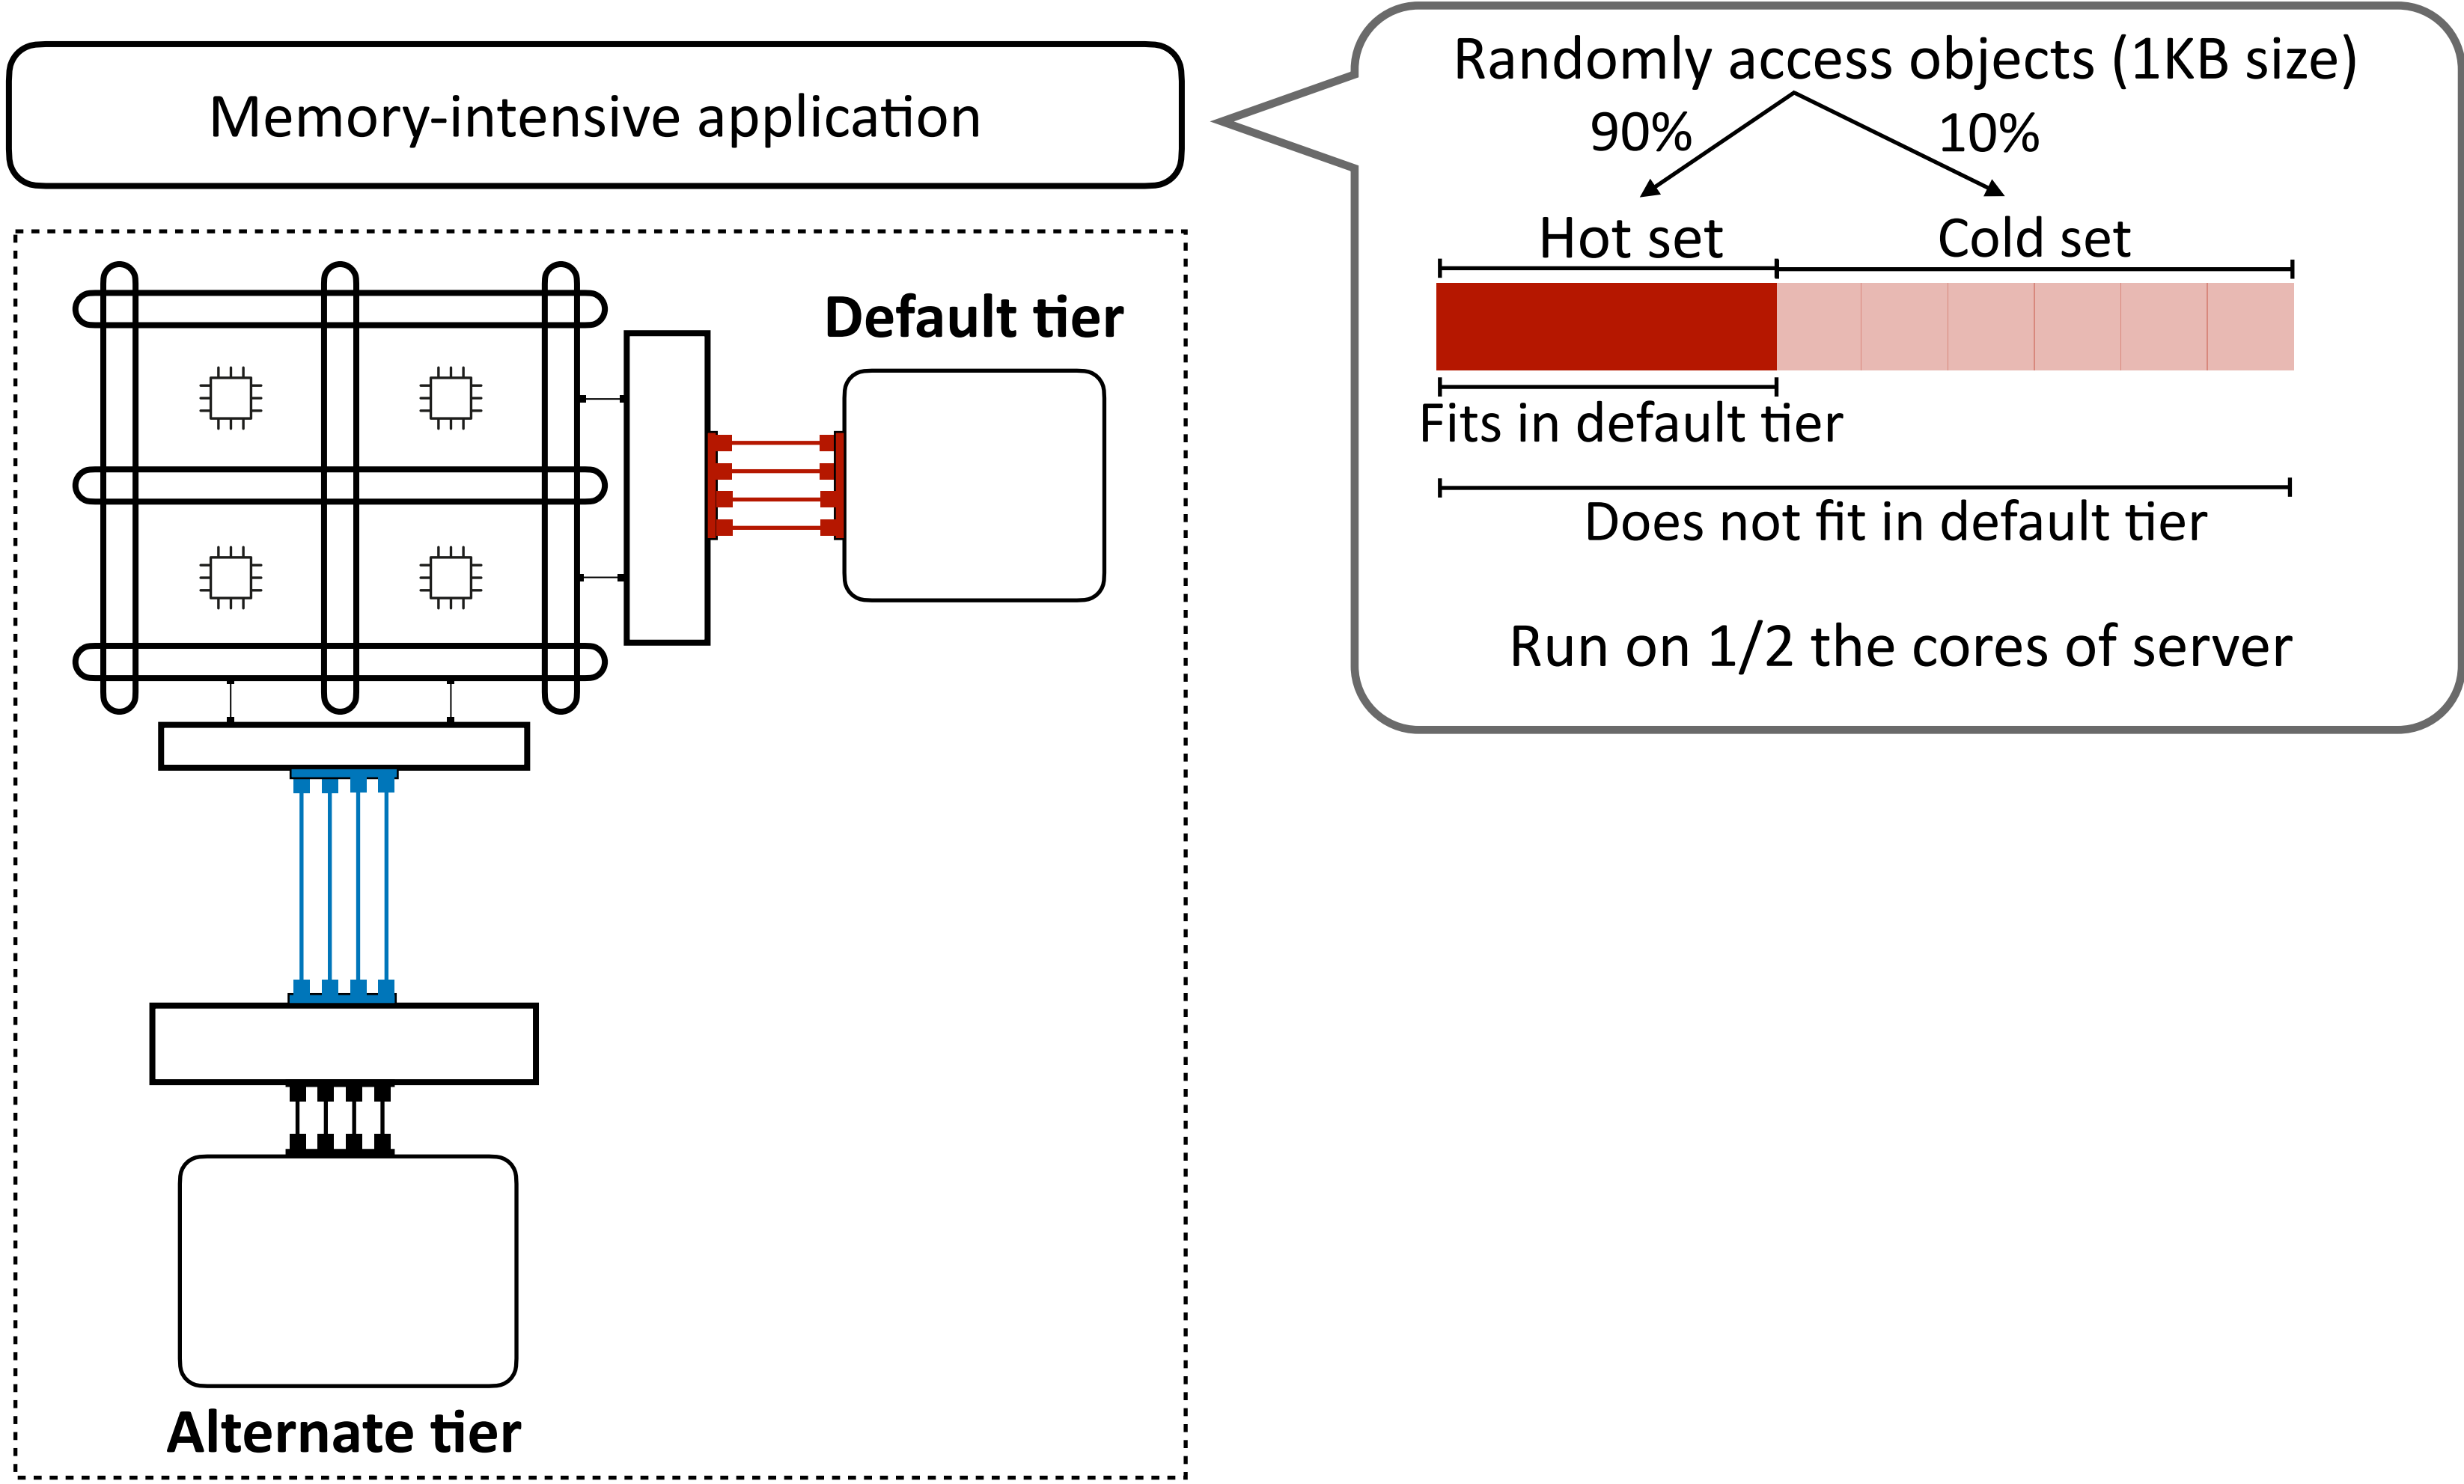 Memory-intensive application
Default tier
Alternate tier
Randomly access objects (1KB size)
90%
10%
Hot set
Cold set
Fits in default tier
Does not fit in default tier
Run on 1/2 the cores of server